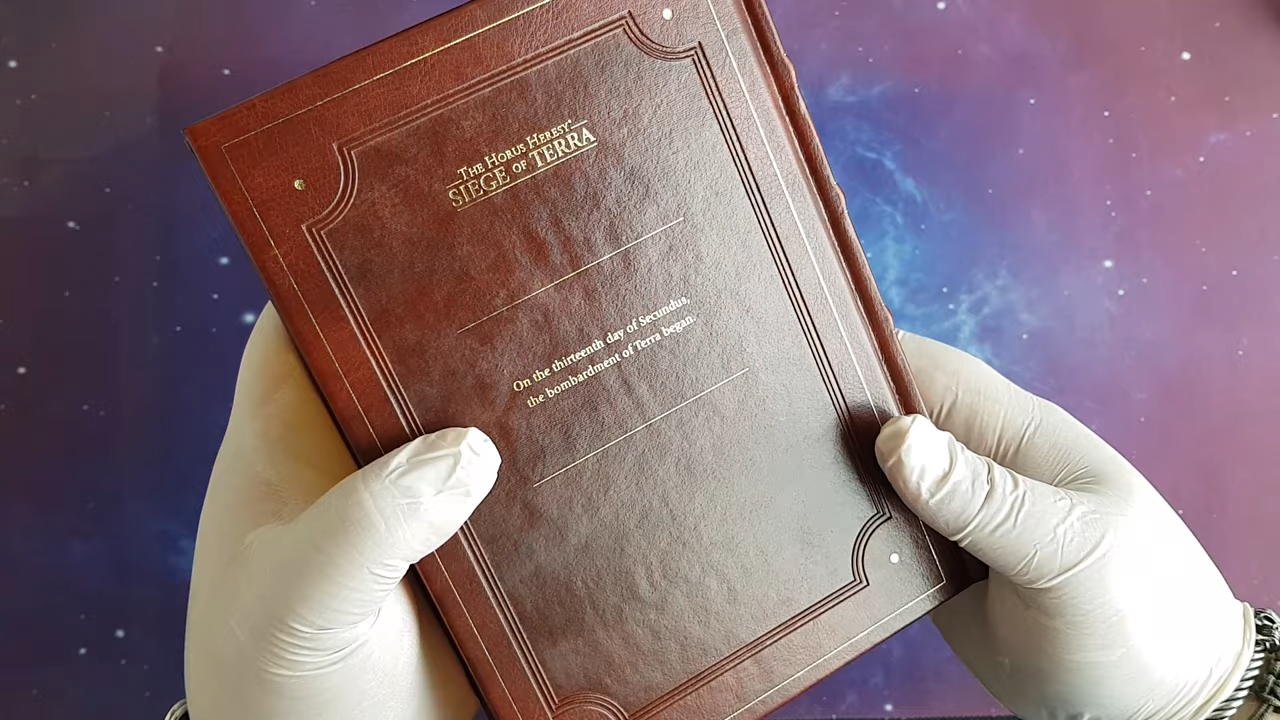 THE HORUS HERESY®
SIEGE OF TERRA
On the thirteenth day of Secundus,
the bombardment of Terra began.